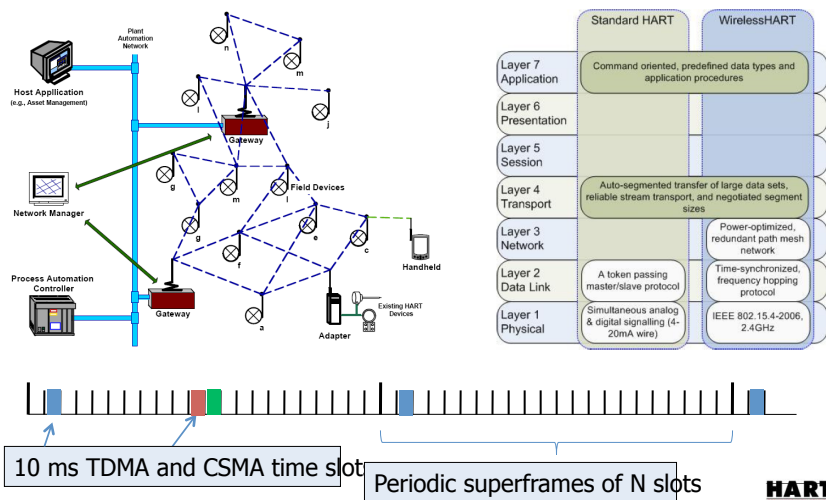 Plant
Automation
Network
Host Appllication
(e.g., Asset Management)
Network Manager
Process Automation
Controller
n
m
l
j
Gateway
g
m
l
Field Devices
g
f
e
c
Handheld
Gateway
a
Adapter
Existing HART
Devices
Standard HART
WirelessHART
Layer 7
Application
Command oriented, predefined data types and
application procedures
Layer 6
Presentation
Layer 5
Session
Layer 4
Transport
Auto-segmented transfer of large data sets,
reliable stream transport, and negotiated segment
sizes
Layer 3
Network
Power-optimized,
redundant path mesh
network
Layer 2
Data Link
A token passing
master/slave protocol
Time-synchronized,
frequency hopping
protocol
Layer 1
Physical
Simultaneous analog
& digital signalling (4-
20mA wire)
IEEE 802.15.4-2006,
2.4GHz
10 ms TDMA and CSMA time slot
Periodic superframes of N slots
HART